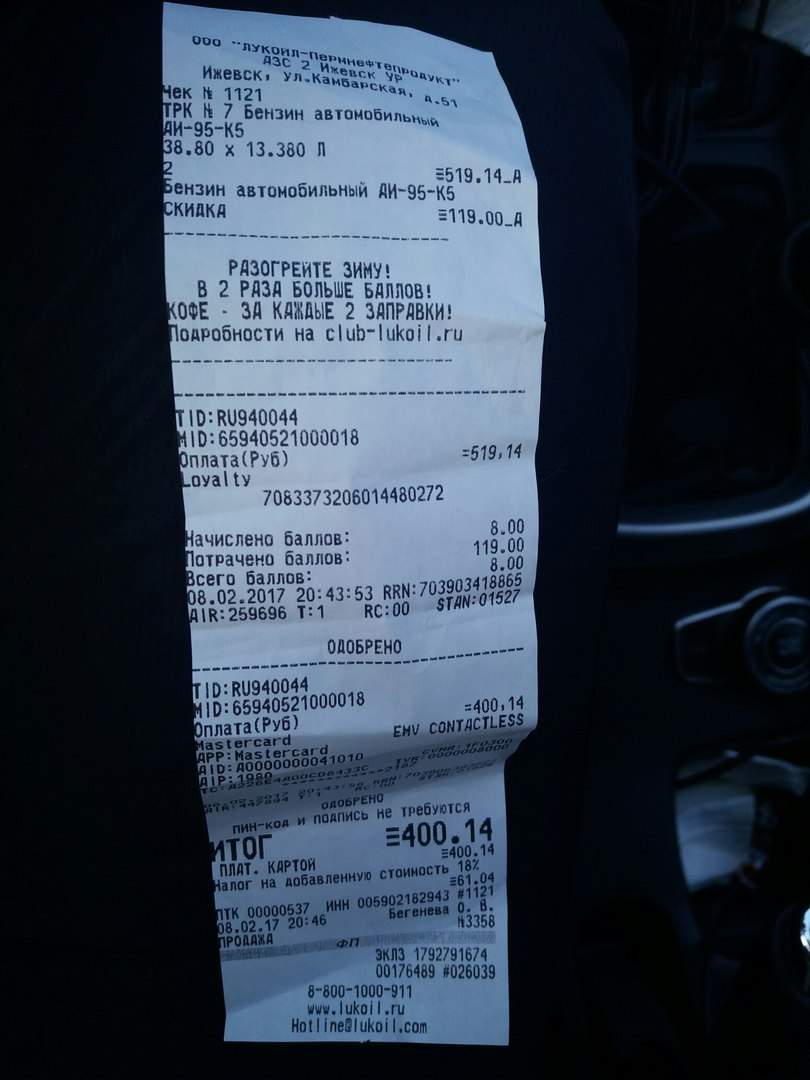 ООО "ЛУКОЙЛ-Пермнефтепродукт"
АЗС 2 Ижевск УР
Ижевск, ул.Камбарская, д.51
Чек № 1121
ТРК № 7 Бензин автомобильный
АИ-95-К5
38.80 x 13.380 Л
2 ≡519.14_А
Бензин автомобильный АИ-95-К5
СКИДКА ≡119.00_А
РАЗОГРЕЙТЕ ЗИМУ!
В 2 РАЗА БОЛЬШЕ БАЛЛОВ!
КОФЕ - ЗА КАЖДЫЕ 2 ЗАПРАВКИ!
Подробности на club-lukoil.ru
TID:RU940044
MID:65940521000018
Оплата(Руб) =519,14
Loyalty
7083373206014480272
Начислено баллов: 8.00
Потрачено баллов: 119.00
Всего баллов: 8.00
08.02.2017 20:43:53 RRN:703903418865
AIR:259696 T:1 RC:00 STAN:01527
ОДОБРЕНО
TID:RU940044
MID:65940521000018
Оплата(Руб) =400,14
Mastercard EMV CONTACTLESS
APP:Mastercard
AID:A0000000041010 CVMR:1F0300
AIP:1980 TVR:0000008000
ОДОБРЕНО
ПИН-КОД И ПОДПИСЬ НЕ ТРЕБУЮТСЯ
ИТОГ ≡400.14
ПЛАТ. КАРТОЙ ≡400.14
Налог на добавленную стоимость 18%
≡61.04
ПТК 00000537 ИНН 005902182943 #1121
08.02.17 20:46 Бегенева О. В.
ПРОДАЖА №3358
ФП
ЭКЛЗ 1792791674
00176489 #026039
8-800-1000-911
www.lukoil.ru
Hotline@lukoil.com